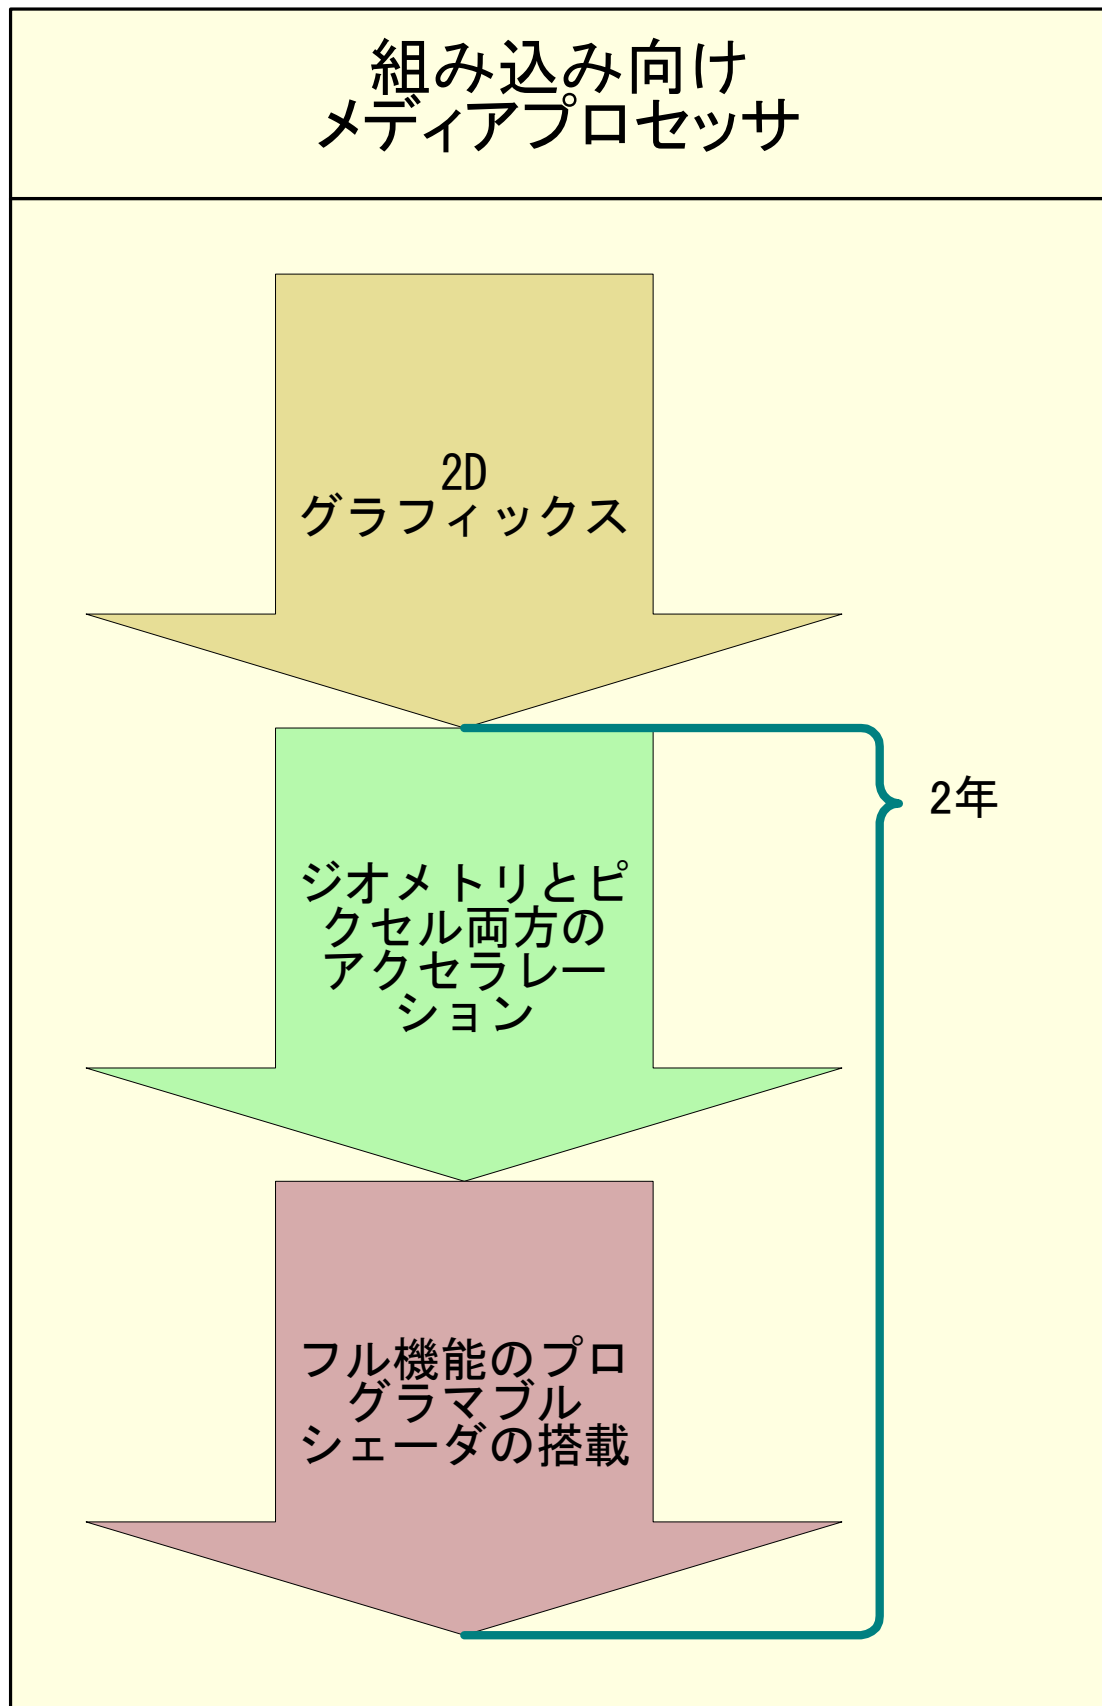 組み込み向け
メディアプロセッサ
2D
グラフィックス
2年
ジオメトリとピ
クセル両方の
アクセラレー
ション
フル機能のプロ
グラマブル
シェーダの搭載